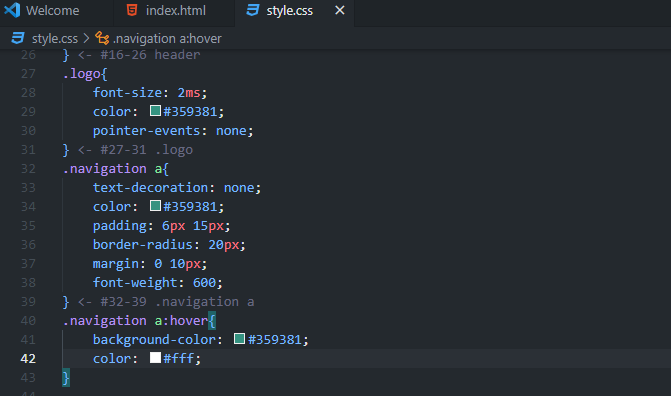 Welcome index.html style.css ×
style.css > .navigation a:hover
26 } <- #16-26 header
27 .logo{
28 font-size: 2ms;
29 color: #359381;
30 pointer-events: none;
31 } <- #27-31 .logo
32 .navigation a{
33 text-decoration: none;
34 color: #359381;
35 padding: 6px 15px;
36 border-radius: 20px;
37 margin: 0 10px;
38 font-weight: 600;
39 } <- #32-39 .navigation a
40 .navigation a:hover{
41 background-color: #359381;
42 color: #fff;
43 }
44